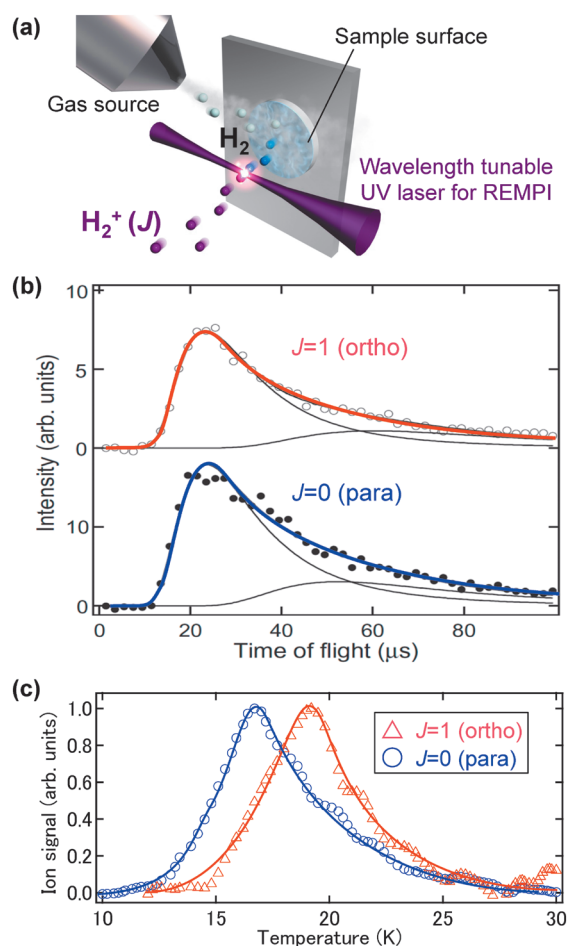 (a)
Sample surface
Gas source
H₂
Wavelength tunable
UV laser for REMPI
H₂⁺ (J)
(b)
10
J=1 (ortho)
5
0
Intensity (arb. units)
J=0 (para)
10
0
0 20 40 60 80
Time of flight (μs)
(c)
1.0
0.8
0.6
0.4
0.2
0.0
Ion signal (arb. units)
J=1 (ortho)
J=0 (para)
10 15 20 25 30
Temperature (K)